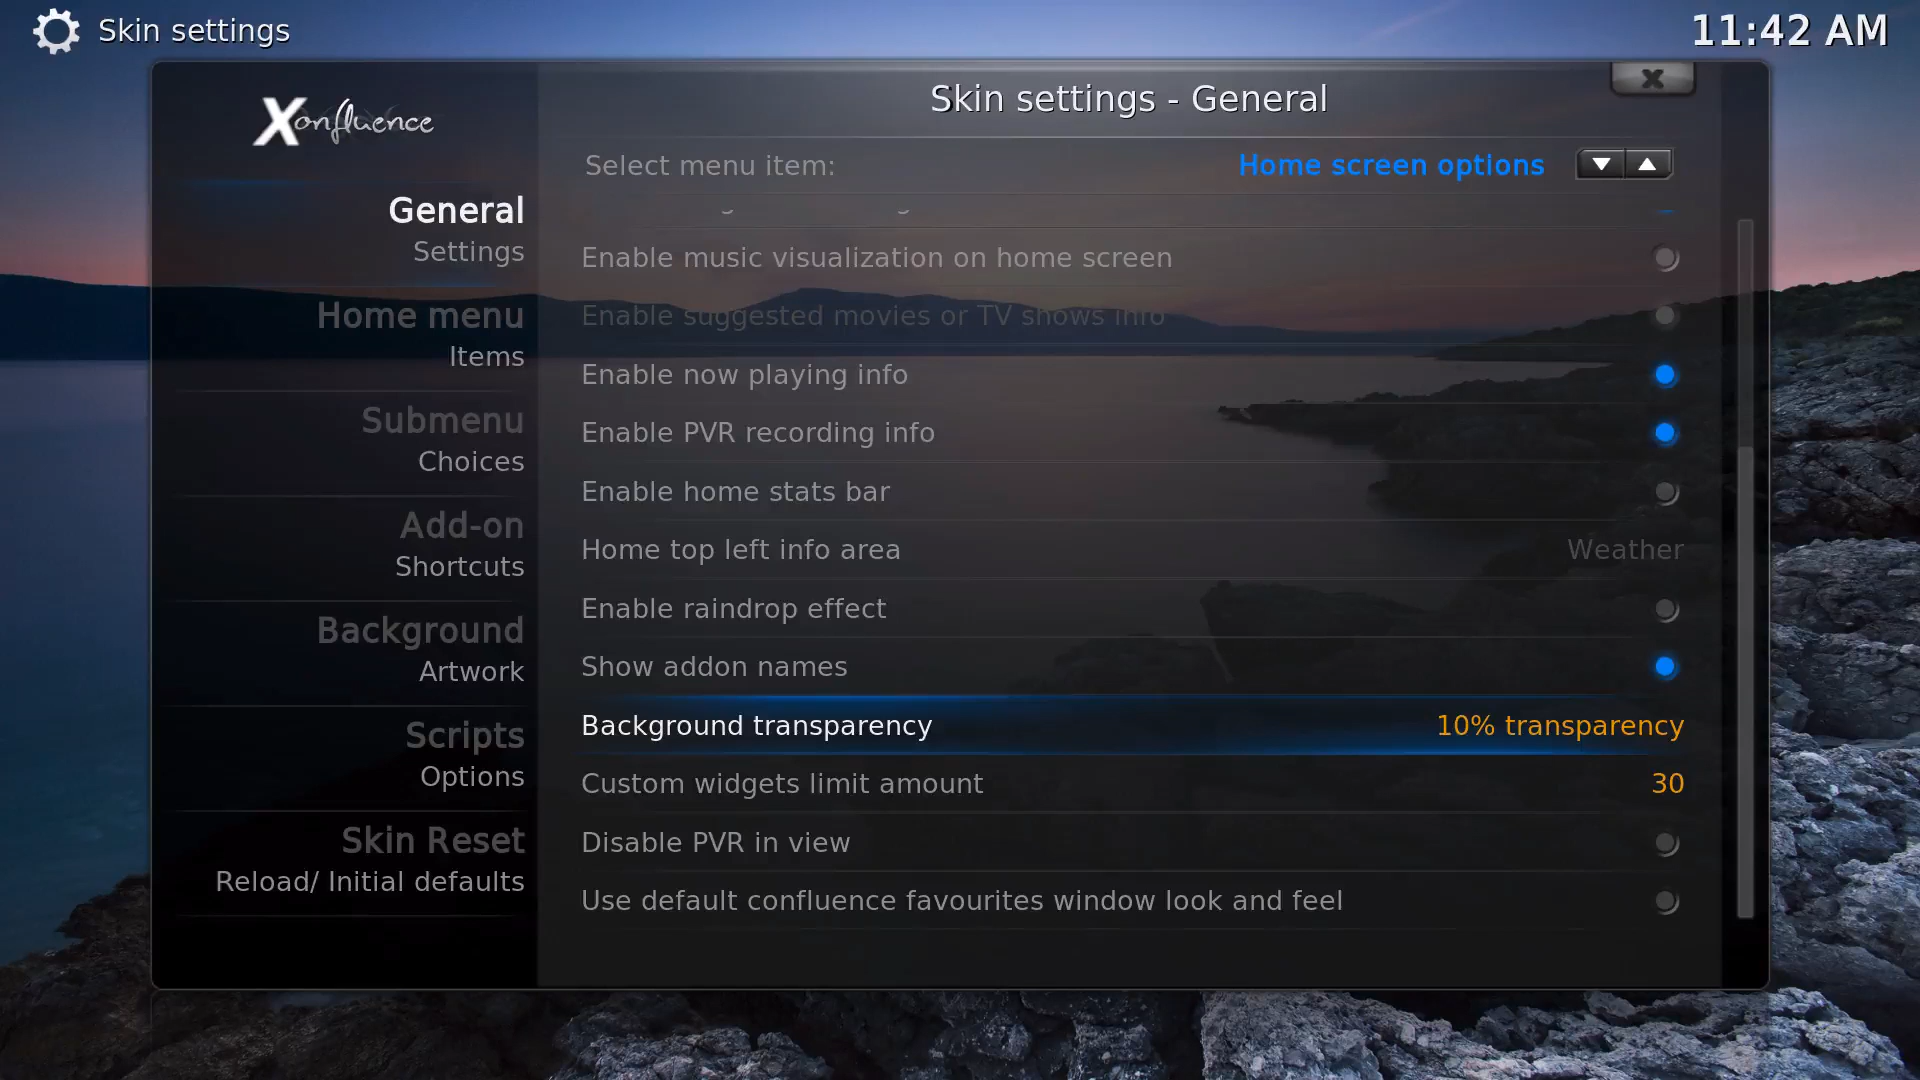 Skin settings
11:42 AM
Xonfluence
Skin settings - General
Select menu item:
Home screen options
General
Settings
Home menu
Items
Submenu
Choices
Add-on
Shortcuts
Background
Artwork
Scripts
Options
Skin Reset
Reload/ Initial defaults
Enable music visualization on home screen
Enable suggested movies or TV shows info
Enable now playing info
Enable PVR recording info
Enable home stats bar
Home top left info area Weather
Enable raindrop effect
Show addon names
Background transparency 10% transparency
Custom widgets limit amount 30
Disable PVR in view
Use default confluence favourites window look and feel